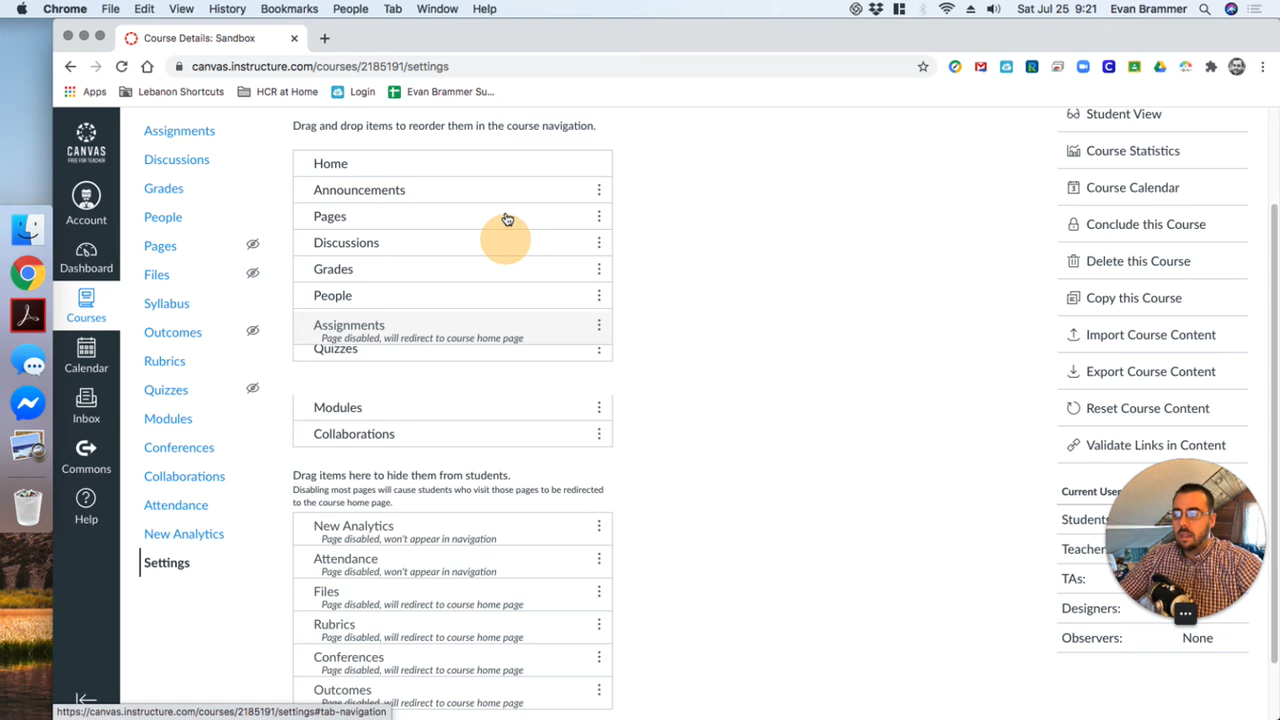 Chrome File Edit View History Bookmarks People Tab Window Help Sat Jul 25 9:21 Evan Brammer
Course Details: Sandbox
canvas.instructure.com/courses/2185191/settings
Apps Lebanon Shortcuts HCR at Home Login Evan Brammer Su...
CANVAS
FREE FOR TEACHER
Account
Dashboard
Courses
Calendar
Inbox
Commons
Help
Assignments
Discussions
Grades
People
Pages
Files
Syllabus
Outcomes
Rubrics
Quizzes
Modules
Conferences
Collaborations
Attendance
New Analytics
Settings
Drag and drop items to reorder them in the course navigation.
Home
Announcements
Pages
Discussions
Grades
People
Assignments
Page disabled, will redirect to course home page
Quizzes
Modules
Collaborations
Drag items here to hide them from students.
Disabling most pages will cause students who visit those pages to be redirected
to the course home page.
New Analytics
Page disabled, won't appear in navigation
Attendance
Page disabled, won't appear in navigation
Files
Page disabled, will redirect to course home page
Rubrics
Page disabled, will redirect to course home page
Conferences
Page disabled, will redirect to course home page
Outcomes
Page disabled, will redirect to course home page
Student View
Course Statistics
Course Calendar
Conclude this Course
Delete this Course
Copy this Course
Import Course Content
Export Course Content
Reset Course Content
Validate Links in Content
Current User
Students
Teacher
TAs:
Designers:
Observers: None
https://canvas.instructure.com/courses/2185191/settings#tab-navigation